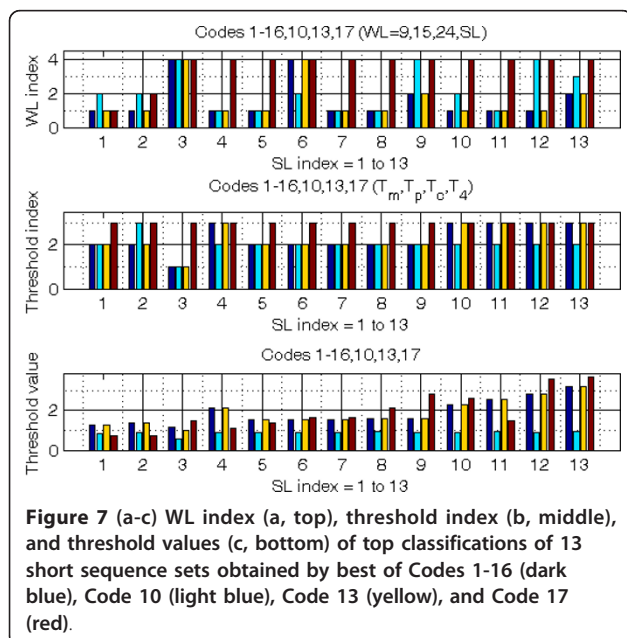 Codes 1-16,10,13,17 (WL=9,15,24,SL)
WL index
4
2
0
1 2 3 4 5 6 7 8 9 10 11 12 13
SL index = 1 to 13
Codes 1-16,10,13,17 (Tm,Tp,Tc,T4)
Threshold index
2
0
1 2 3 4 5 6 7 8 9 10 11 12 13
SL index = 1 to 13
Codes 1-16,10,13,17
Threshold value
2
0
1 2 3 4 5 6 7 8 9 10 11 12 13
SL index = 1 to 13
Figure 7 (a-c) WL index (a, top), threshold index (b, middle),
and threshold values (c, bottom) of top classifications of 13
short sequence sets obtained by best of Codes 1-16 (dark
blue), Code 10 (light blue), Code 13 (yellow), and Code 17
(red).